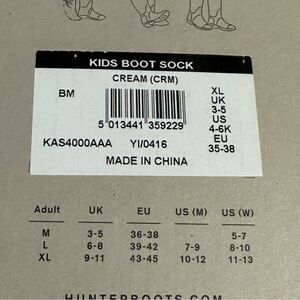 KIDS BOOT SOCK
CREAM (CRM)
BM
XL
UK
3-5
US
4-6K
EU
35-38
5 013441 359229
KAS4000AAA YI/0416
MADE IN CHINA
Adult UK EU US (M) US (W)
M 3-5 36-38 - 5-7
L 6-8 39-42 7-9 8-10
XL 9-11 43-45 10-12 11-13
HUNTERBOOTS.COM